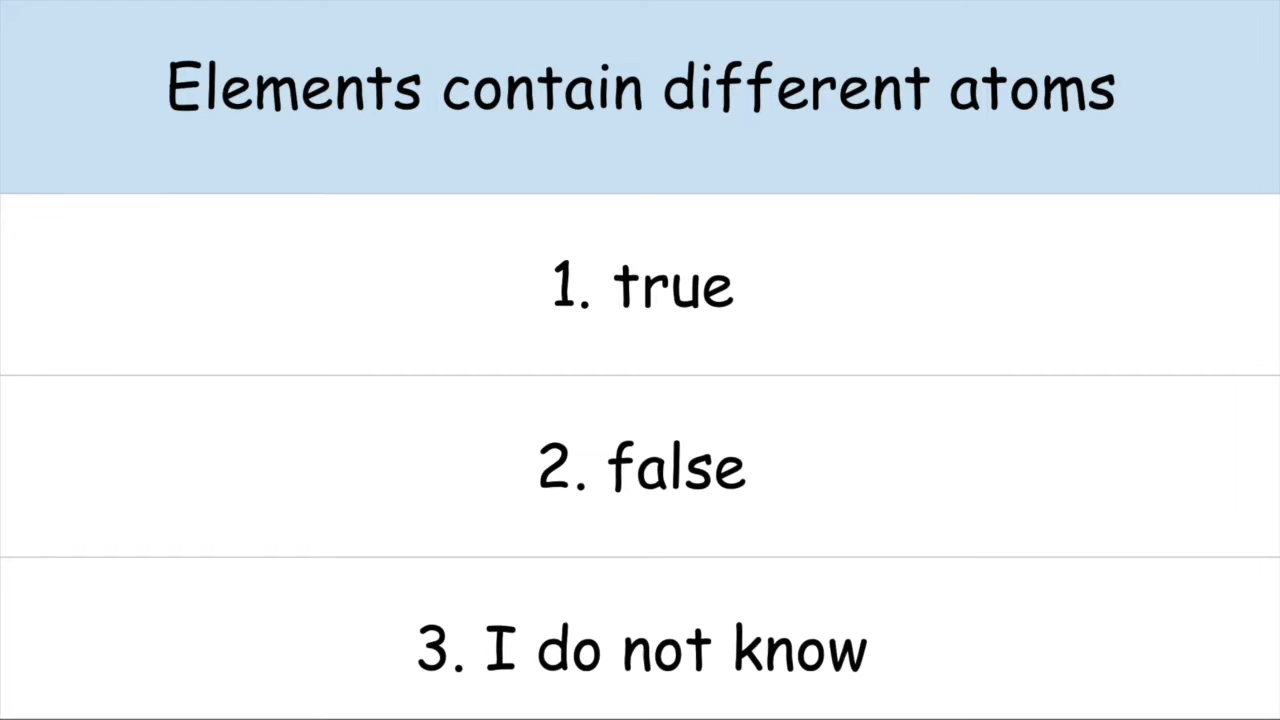 Elements contain different atoms
1. true
2. false
3. I do not know